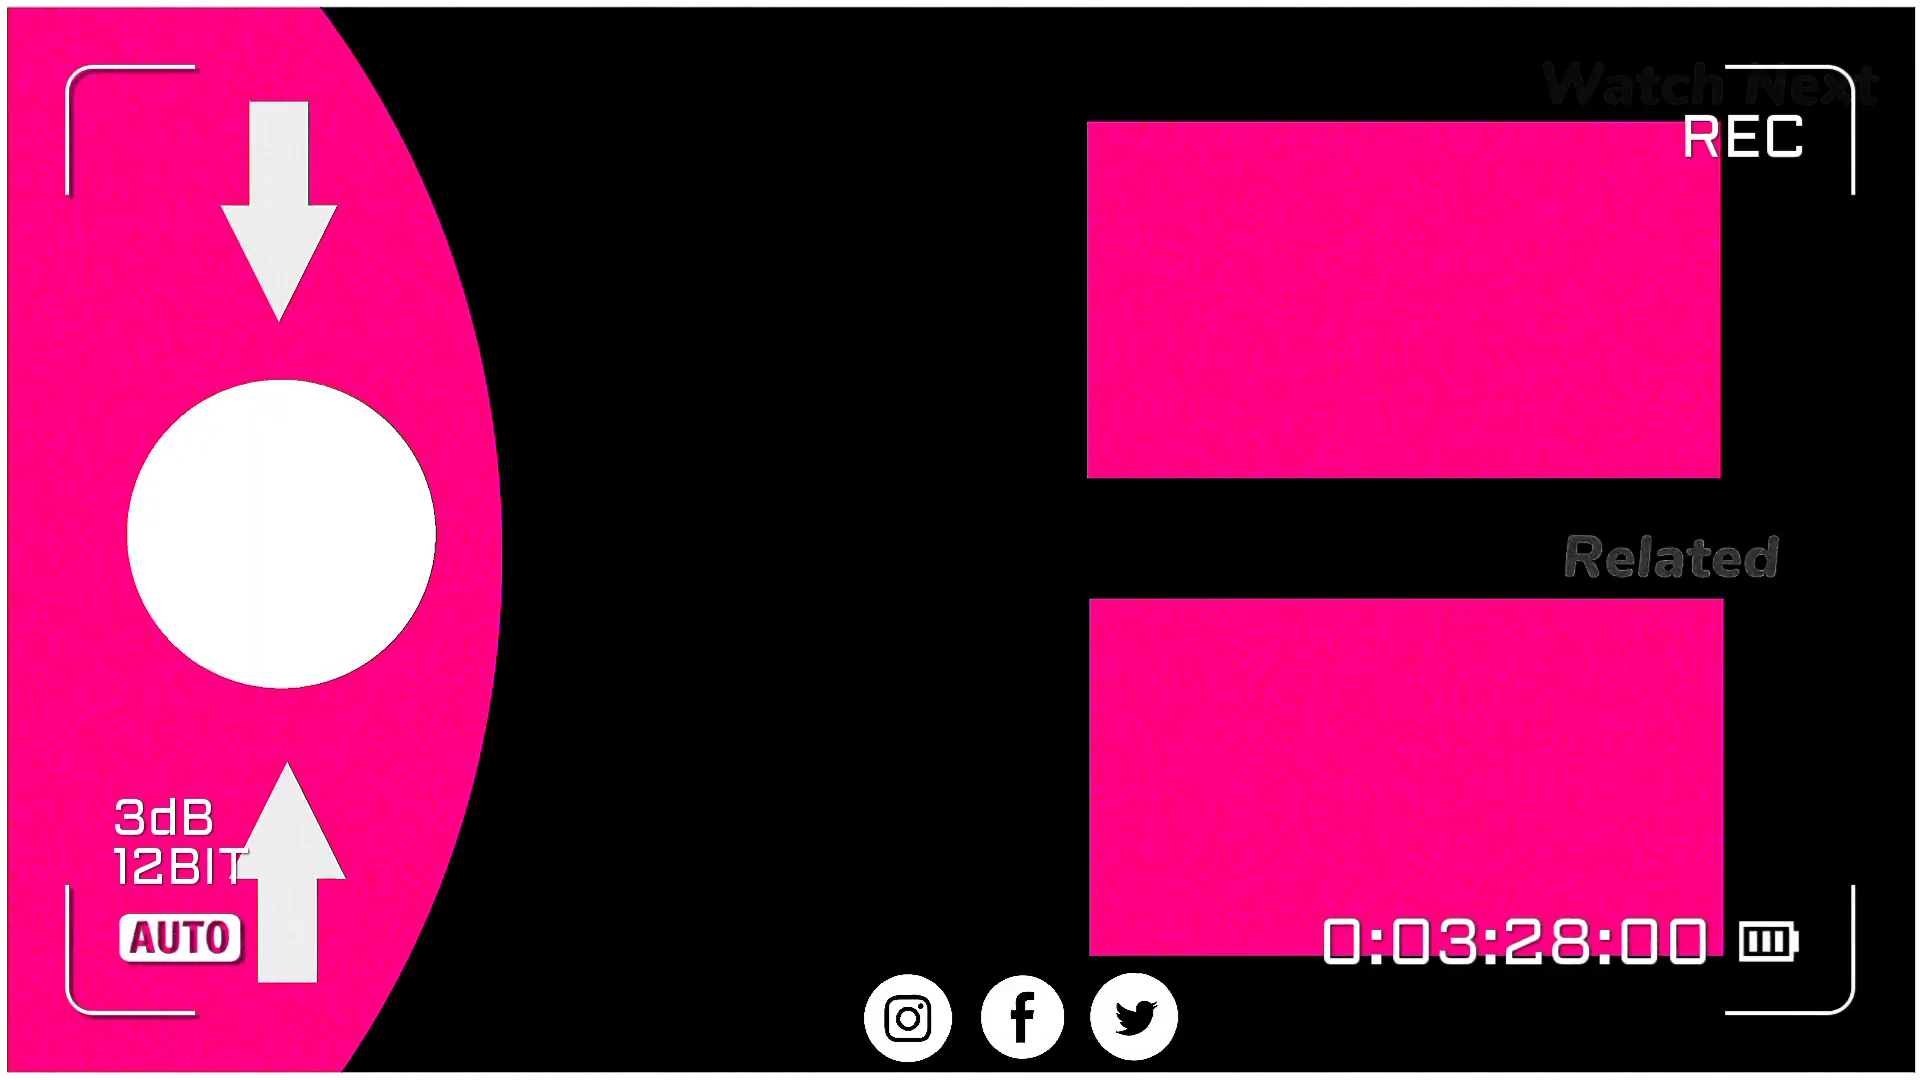 Watch Next
REC
Related
3dB
12BIT
AUTO
0:03:28:00